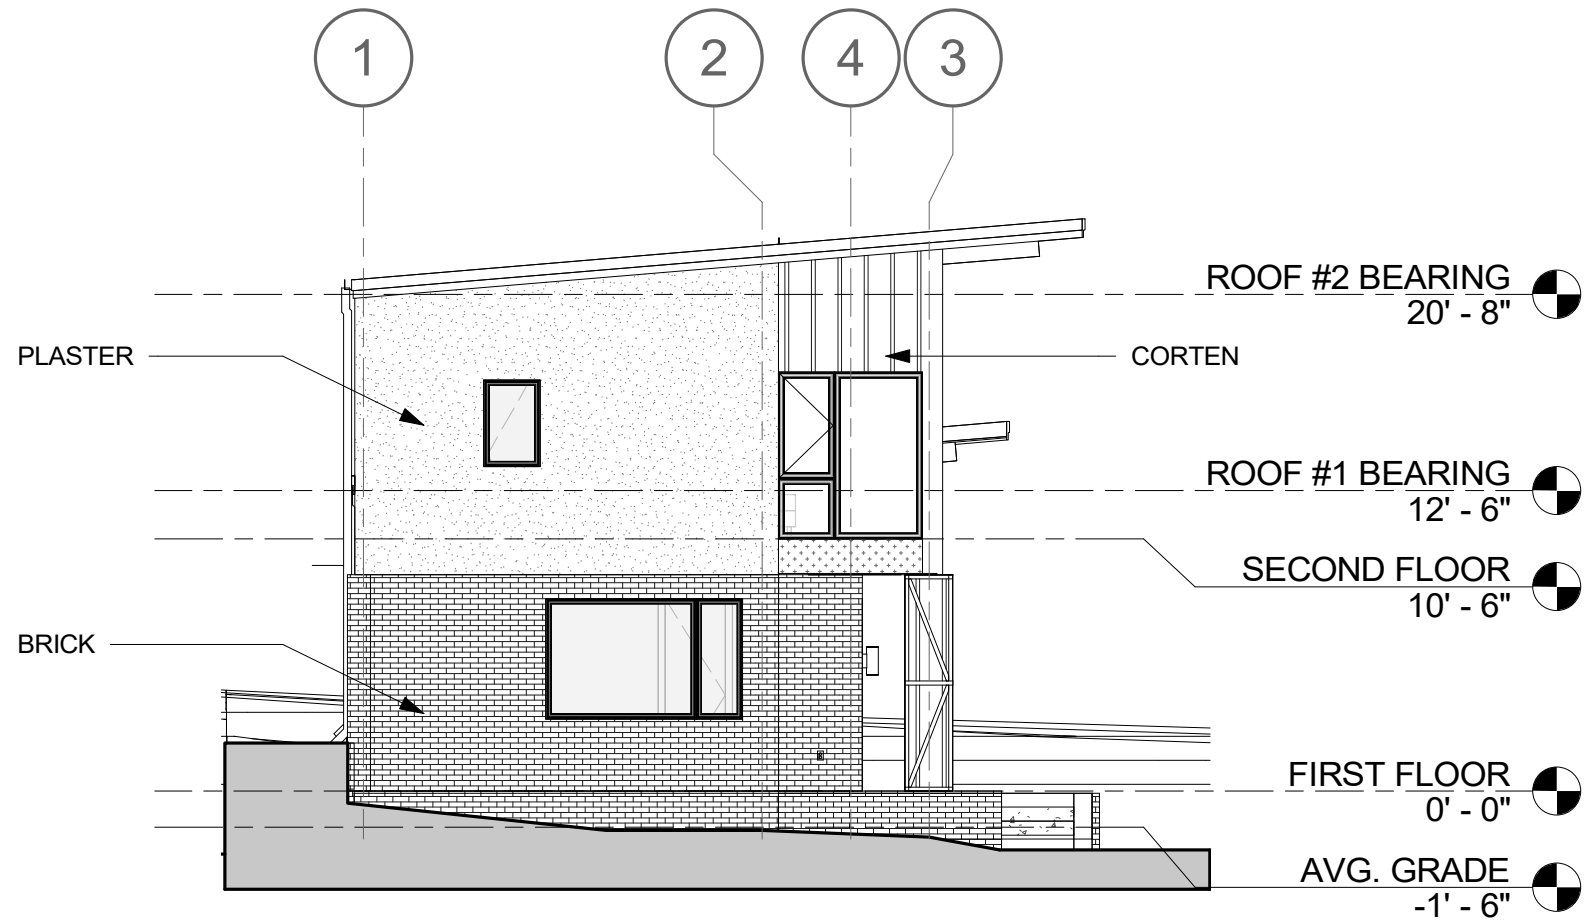 1
2
4
3
ROOF #2 BEARING
20' - 8"
PLASTER
CORTEN
ROOF #1 BEARING
12' - 6"
SECOND FLOOR
10' - 6"
BRICK
FIRST FLOOR
0' - 0"
AVG. GRADE
-1' - 6"